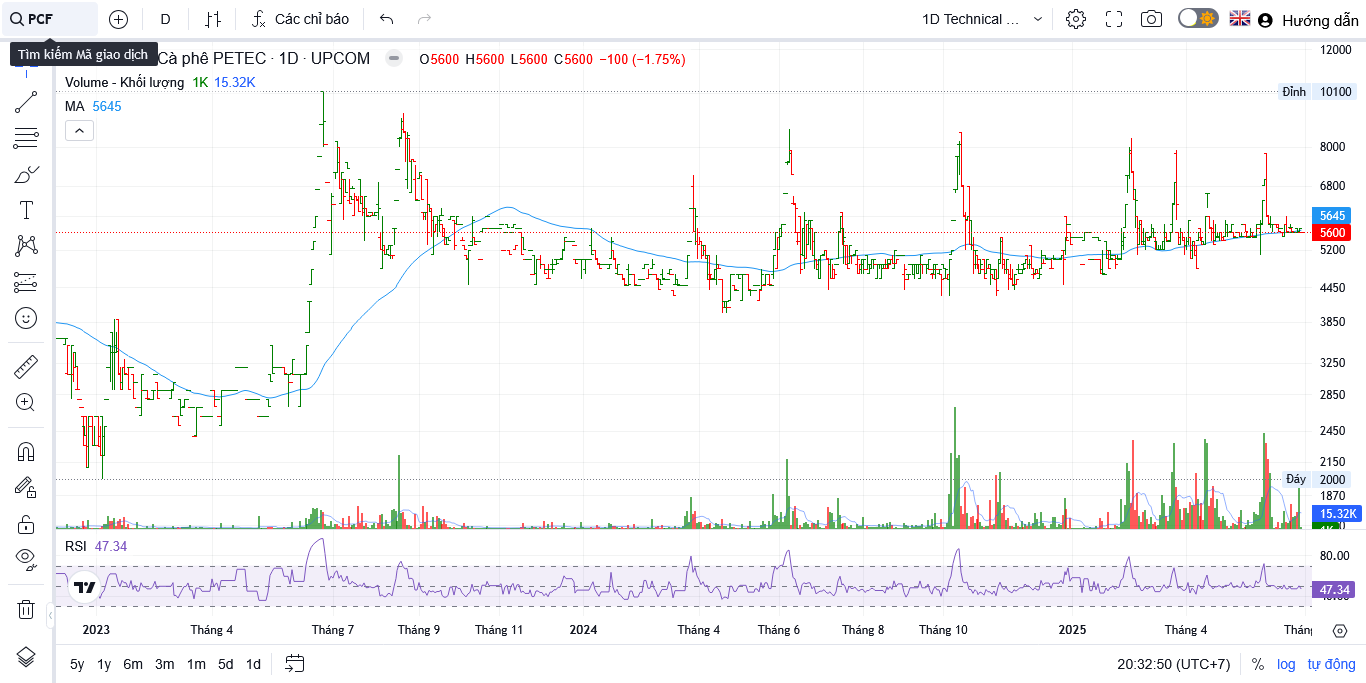 PCF
D
Các chỉ báo
1D Technical ...
Hướng dẫn
Tìm kiếm Mã giao dịch
Cà phê PETEC · 1D · UPCOM
O5600 H5600 L5600 C5600 −100 (−1.75%)
Volume - Khối lượng 1K 15.32K
MA 5645
12000
Đỉnh 10100
8000
6800
5645
5600
5200
4450
3850
3250
2850
2450
2150
Đáy 2000
1870
15.32K
RSI 47.34
80.00
47.34
2023
Tháng 4
Tháng 7
Tháng 9
Tháng 11
2024
Tháng 4
Tháng 6
Tháng 8
Tháng 10
2025
Tháng 4
5y 1y 6m 3m 1m 5d 1d
20:32:50 (UTC+7)
% log tự động